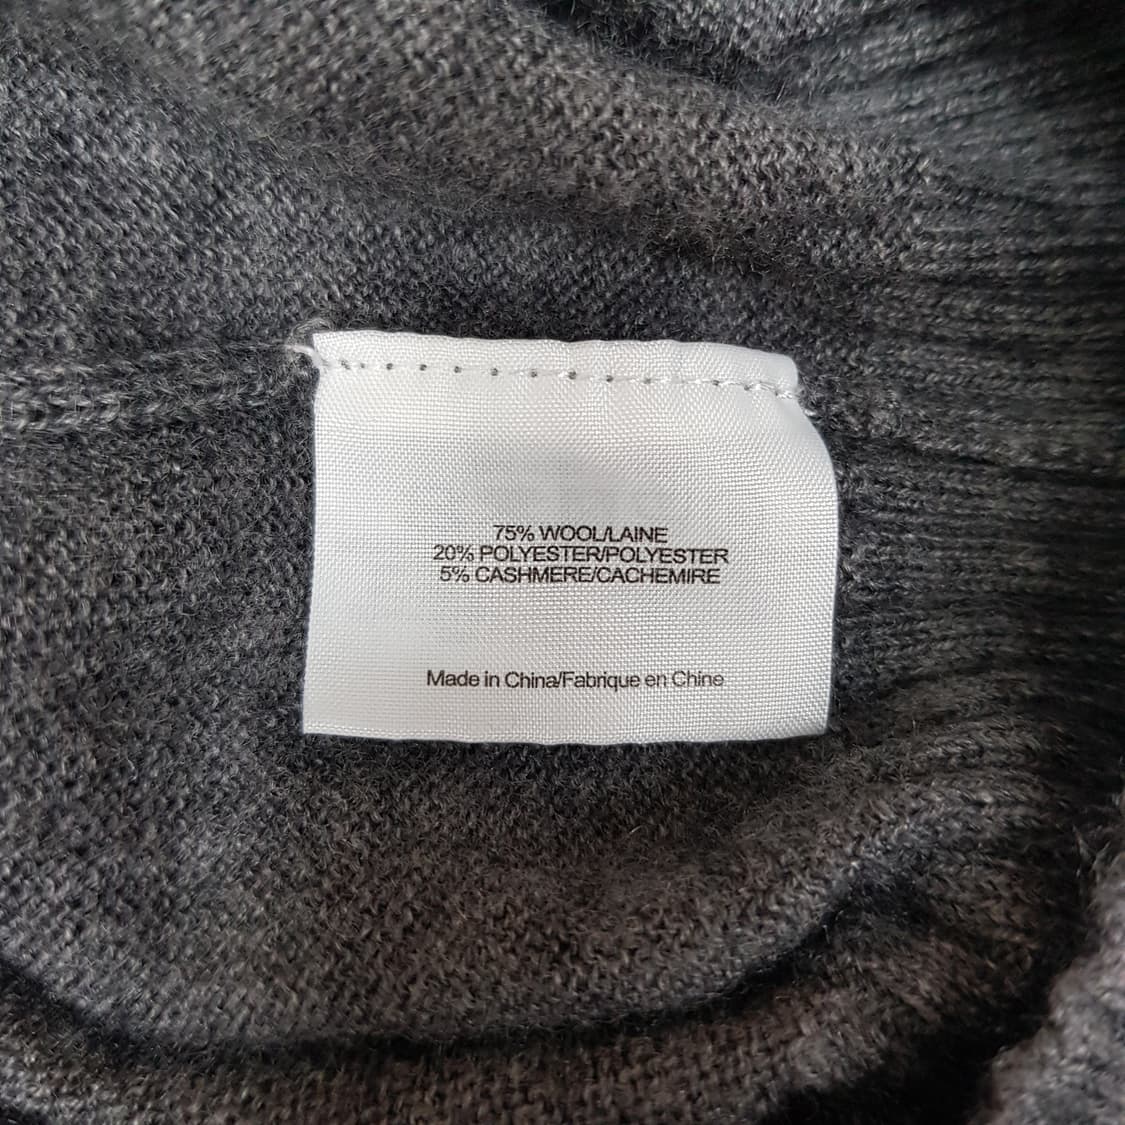 75% WOOL/LAINE
20% POLYESTER/POLYESTER
5% CASHMERE/CACHEMIRE
Made in China/Fabrique en Chine